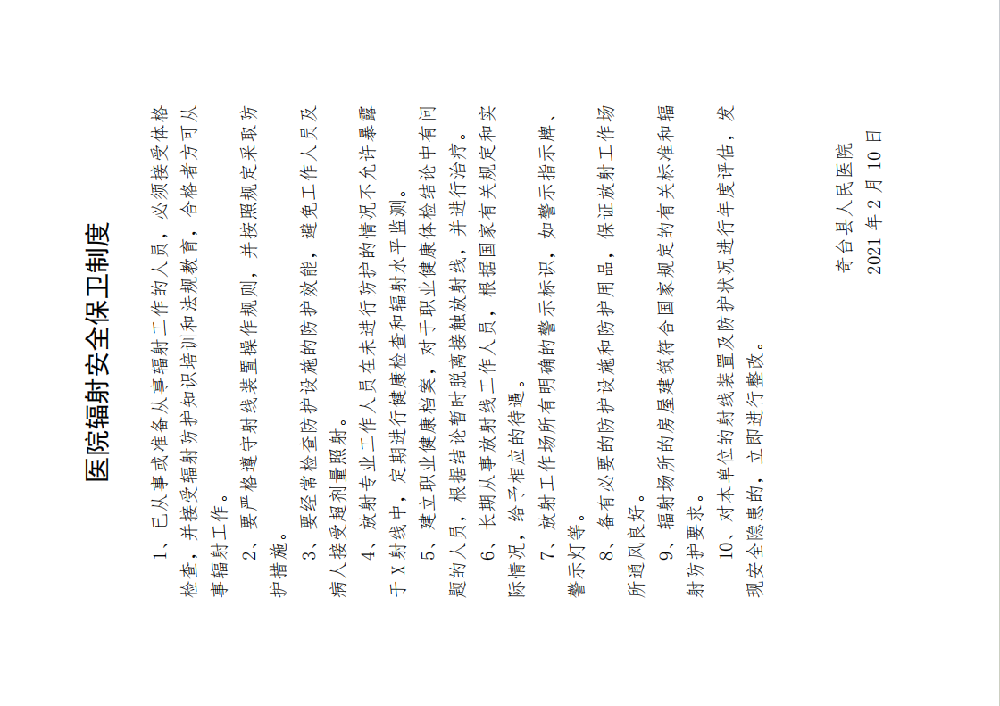 医院辐射安全保卫制度
1、已从事或准备从事辐射工作的人员，必须接受体格
检查，并接受辐射防护知识培训和法规教育，合格者方可从
事辐射工作。
2、要严格遵守射线装置操作规则，并按照规定采取防
护措施。
3、要经常检查防护设施的防护效能，避免工作人员及
病人接受超剂量照射。
4、放射专业工作人员在未进行防护的情况不允许暴露
于 X 射线中，定期进行健康检查和辐射水平监测。
5、建立职业健康档案，对于职业健康体检结论中有问
题的人员，根据结论暂时脱离接触放射线，并进行治疗。
6、长期从事放射线工作人员，根据国家有关规定和实
际情况，给予相应的待遇。
7、放射工作场所有明确的警示标识，如警示指示牌、
警示灯等。
8、备有必要的防护设施和防护用品，保证放射工作场
所通风良好。
9、辐射场所的房屋建筑符合国家规定的有关标准和辐
射防护要求。
10、对本单位的射线装置及防护状况进行年度评估，发
现安全隐患的，立即进行整改。
奇台县人民医院
2021 年 2 月 10 日